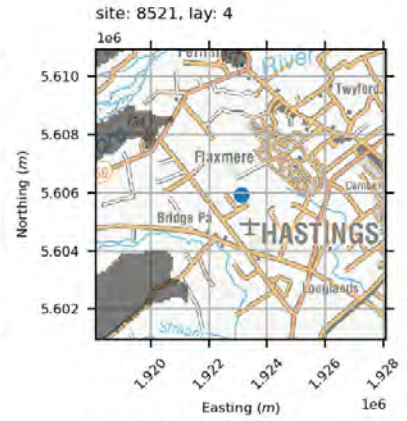 site: 8521, lay: 4
1e6
5.610
5.608
5.606
5.604
5.602
Northing (m)
River
Twyford
Flaxmere
Bridge Pa
HASTINGS
Longlands
1.920
1.922
1.924
1.926
1.928
Easting (m)
1e6